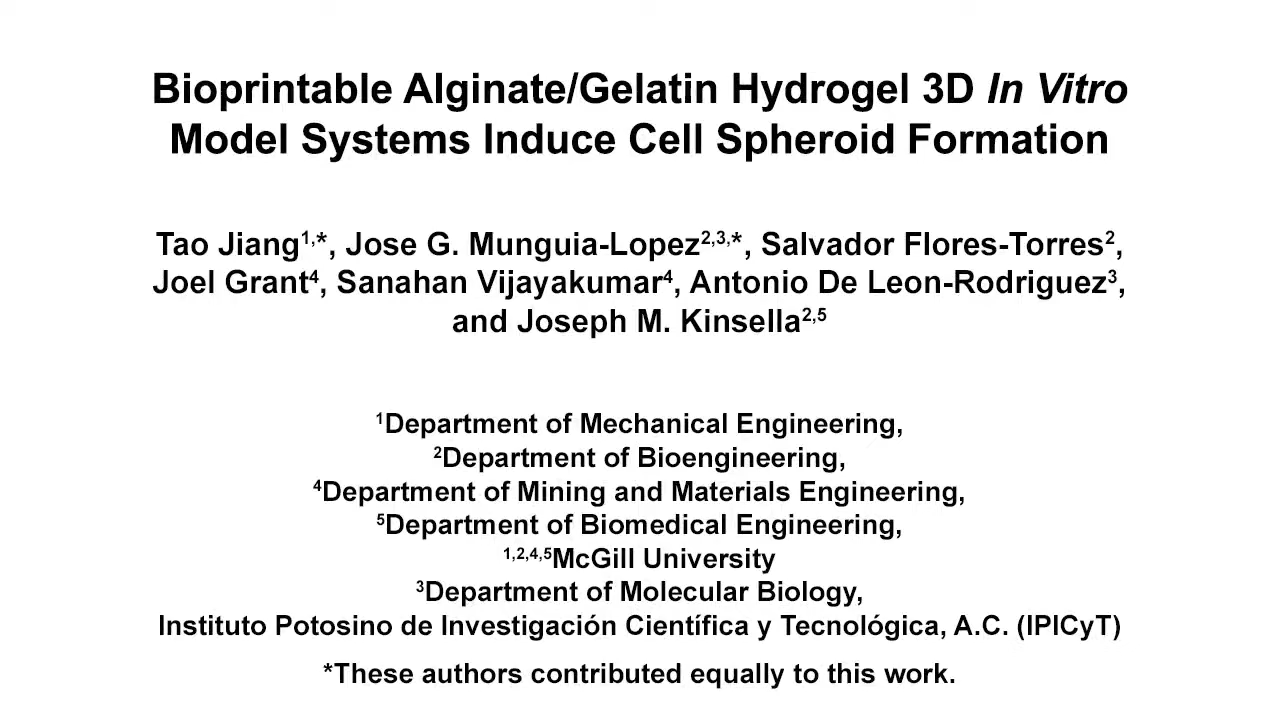 Bioprintable Alginate/Gelatin Hydrogel 3D In Vitro
Model Systems Induce Cell Spheroid Formation
Tao Jiang1,*, Jose G. Munguia-Lopez2,3,*, Salvador Flores-Torres2,
Joel Grant4, Sanahan Vijayakumar4, Antonio De Leon-Rodriguez3,
and Joseph M. Kinsella2,5
1Department of Mechanical Engineering,
2Department of Bioengineering,
4Department of Mining and Materials Engineering,
5Department of Biomedical Engineering,
1,2,4,5McGill University
3Department of Molecular Biology,
Instituto Potosino de Investigación Científica y Tecnológica, A.C. (IPICyT)
*These authors contributed equally to this work.